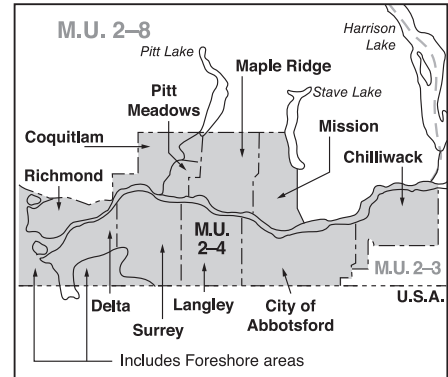 M.U. 2–8
Pitt Lake
Harrison
Lake
Maple Ridge
Pitt
Meadows
Stave Lake
Coquitlam
Mission
Richmond
Chilliwack
M.U.
2–4
M.U. 2–3
U.S.A.
Delta
Langley
City of
Abbotsford
Surrey
Includes Foreshore areas